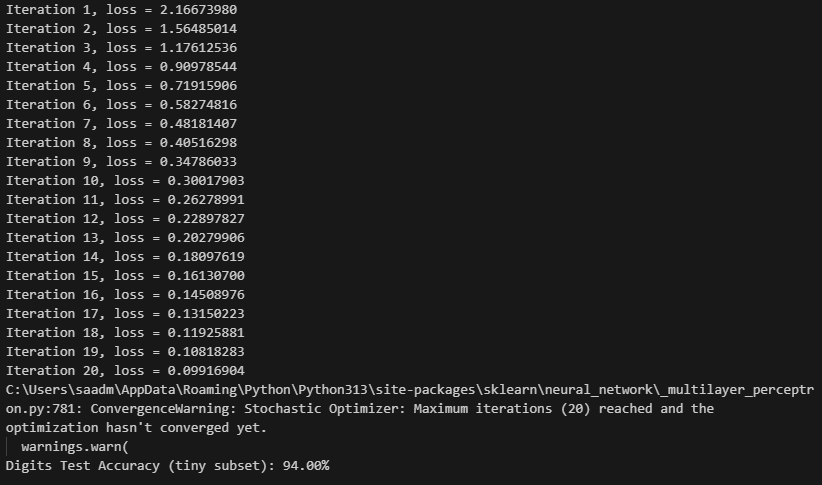 Iteration 1, loss = 2.16673980
Iteration 2, loss = 1.56485014
Iteration 3, loss = 1.17612536
Iteration 4, loss = 0.90978544
Iteration 5, loss = 0.71915906
Iteration 6, loss = 0.58274816
Iteration 7, loss = 0.48181407
Iteration 8, loss = 0.40516298
Iteration 9, loss = 0.34786033
Iteration 10, loss = 0.30017903
Iteration 11, loss = 0.26278991
Iteration 12, loss = 0.22897827
Iteration 13, loss = 0.20279906
Iteration 14, loss = 0.18097619
Iteration 15, loss = 0.16130700
Iteration 16, loss = 0.14508976
Iteration 17, loss = 0.13150223
Iteration 18, loss = 0.11925881
Iteration 19, loss = 0.10818283
Iteration 20, loss = 0.09916904
C:\Users\saadm\AppData\Roaming\Python\Python313\site-packages\sklearn\neural_network\_multilayer_perceptr
on.py:781: ConvergenceWarning: Stochastic Optimizer: Maximum iterations (20) reached and the
optimization hasn't converged yet.
  warnings.warn(
Digits Test Accuracy (tiny subset): 94.00%